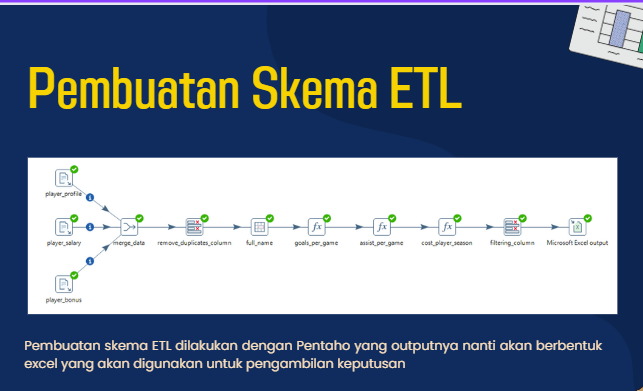 Pembuatan Skema ETL
player_profile
player_salary
merge_data
remove_duplicates_column
full_name
goals_per_game
assist_per_game
cost_player_season
filtering_column
Microsoft Excel output
player_bonus
Pembuatan skema ETL dilakukan dengan Pentaho yang outputnya nanti akan berbentuk
excel yang akan digunakan untuk pengambilan keputusan